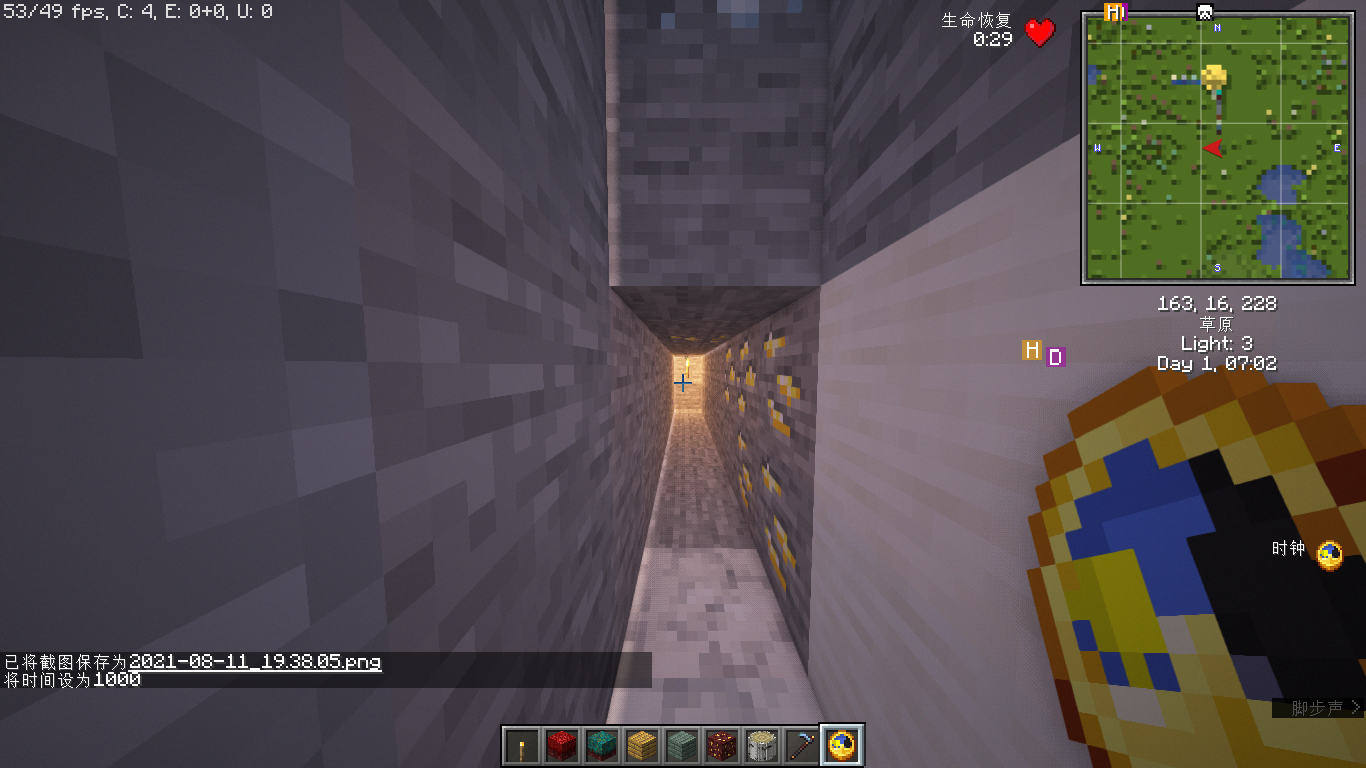 53/49 fps, C: 4, E: 0+0, U: 0
生命恢复
0:29
H
N
W
E
S
163, 16, 228
草原
Light: 3
Day 1, 07:02
H
D
时钟
已将截图保存为2021-08-11_19.38.05.png
将时间设为1000
脚步声 >